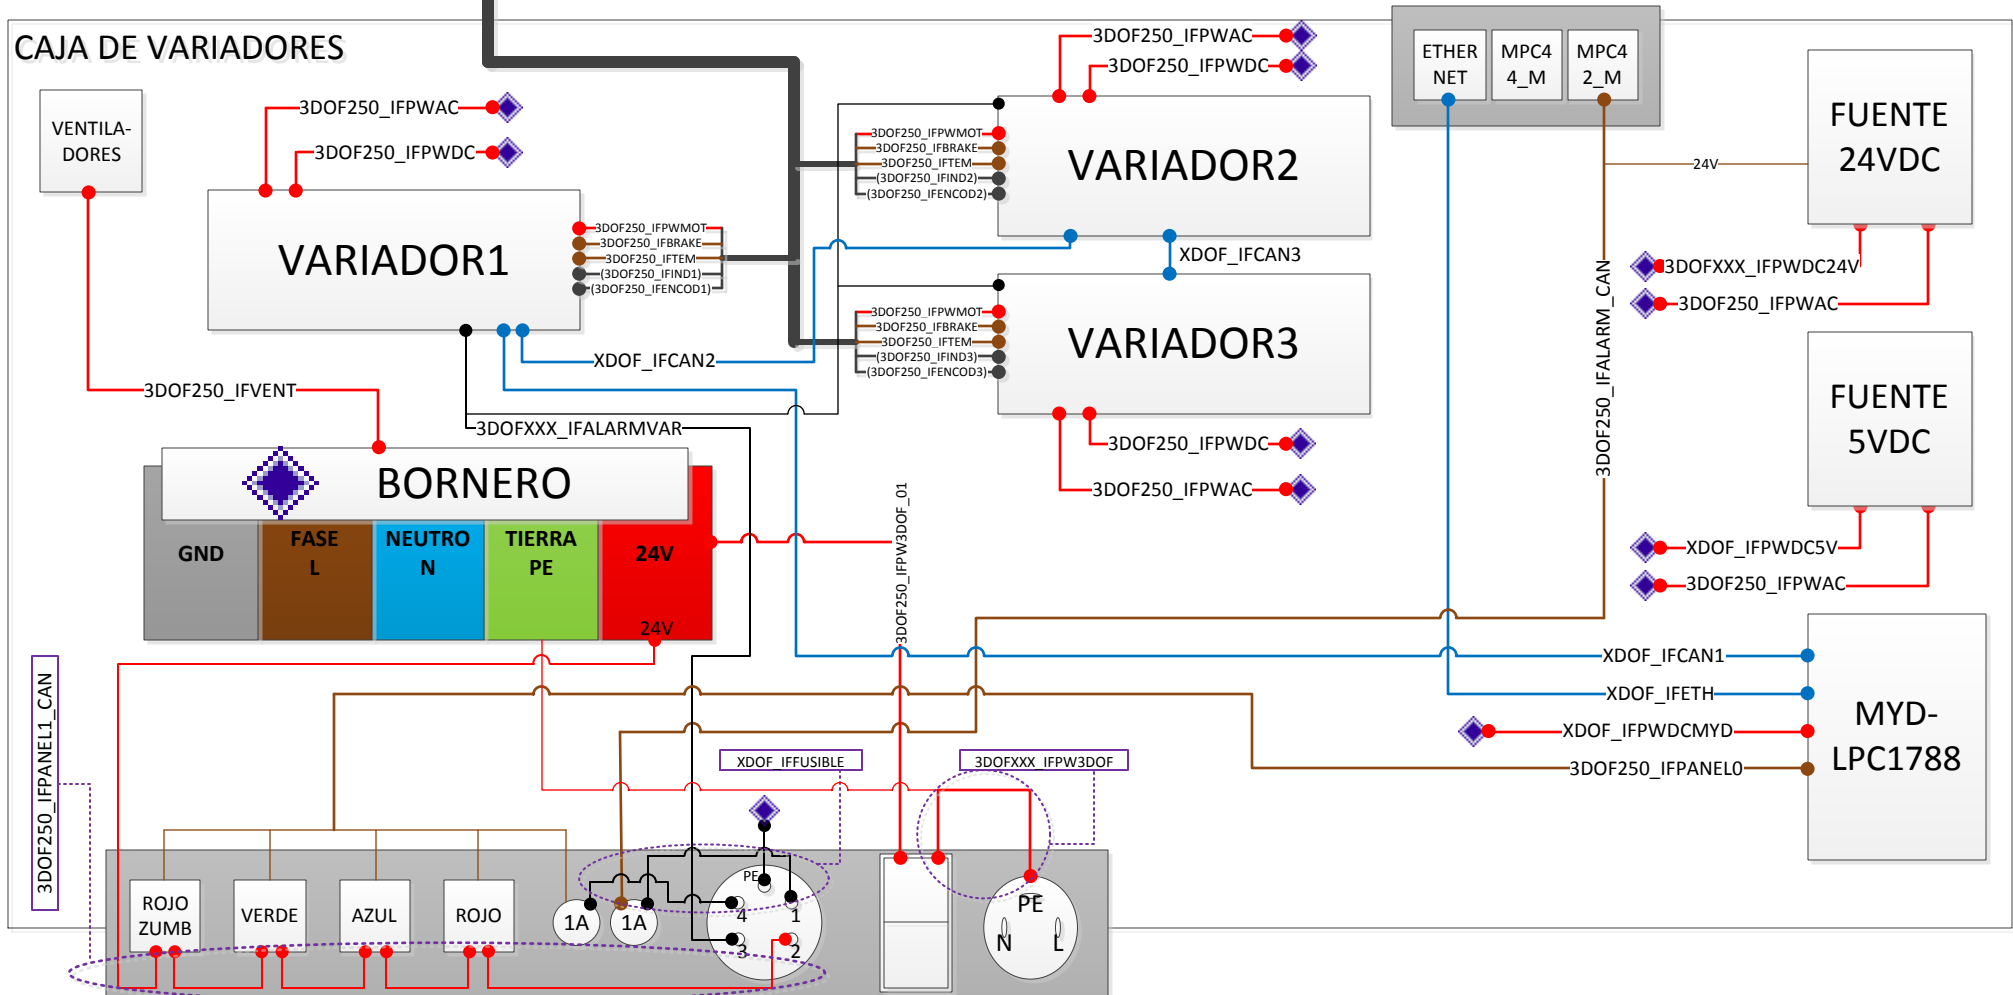 CAJA DE VARIADORES
VENTILA-
DORES
3DOF250_IFPWAC
3DOF250_IFPWDC
VARIADOR1
3DOF250_IFPWMOT
3DOF250_IFBRAKE
3DOF250_IFTEM
(3DOF250_IFIND1)
(3DOF250_IFENCOD1)
3DOF250_IFPWAC
3DOF250_IFPWDC
3DOF250_IFPWMOT
3DOF250_IFBRAKE
3DOF250_IFTEM
(3DOF250_IFIND2)
(3DOF250_IFENCOD2)
VARIADOR2
XDOF_IFCAN3
3DOF250_IFPWMOT
3DOF250_IFBRAKE
3DOF250_IFTEM
(3DOF250_IFIND3)
(3DOF250_IFENCOD3)
VARIADOR3
3DOF250_IFPWDC
3DOF250_IFPWAC
ETHER
NET
MPC4
4_M
MPC4
2_M
24V
FUENTE
24VDC
3DOFXXX_IFPWDC24V
3DOF250_IFPWAC
FUENTE
5VDC
XDOF_IFPWDC5V
3DOF250_IFPWAC
3DOF250_IFALARM_CAN
XDOF_IFCAN2
3DOF250_IFVENT
3DOFXXX_IFALARMVAR
BORNERO
GND
FASE
L
NEUTRO
N
TIERRA
PE
24V
24V
3DOF250_IFPW3DOF_01
XDOF_IFCAN1
XDOF_IFETH
XDOF_IFPWDCMYD
3DOF250_IFPANEL0
MYD-
LPC1788
3DOF250_IFPANEL1_CAN
XDOF_IFFUSIBLE
3DOFXXX_IFPW3DOF
ROJO
ZUMB
VERDE
AZUL
ROJO
1A
1A
PE
4
1
3
2
PE
N
L